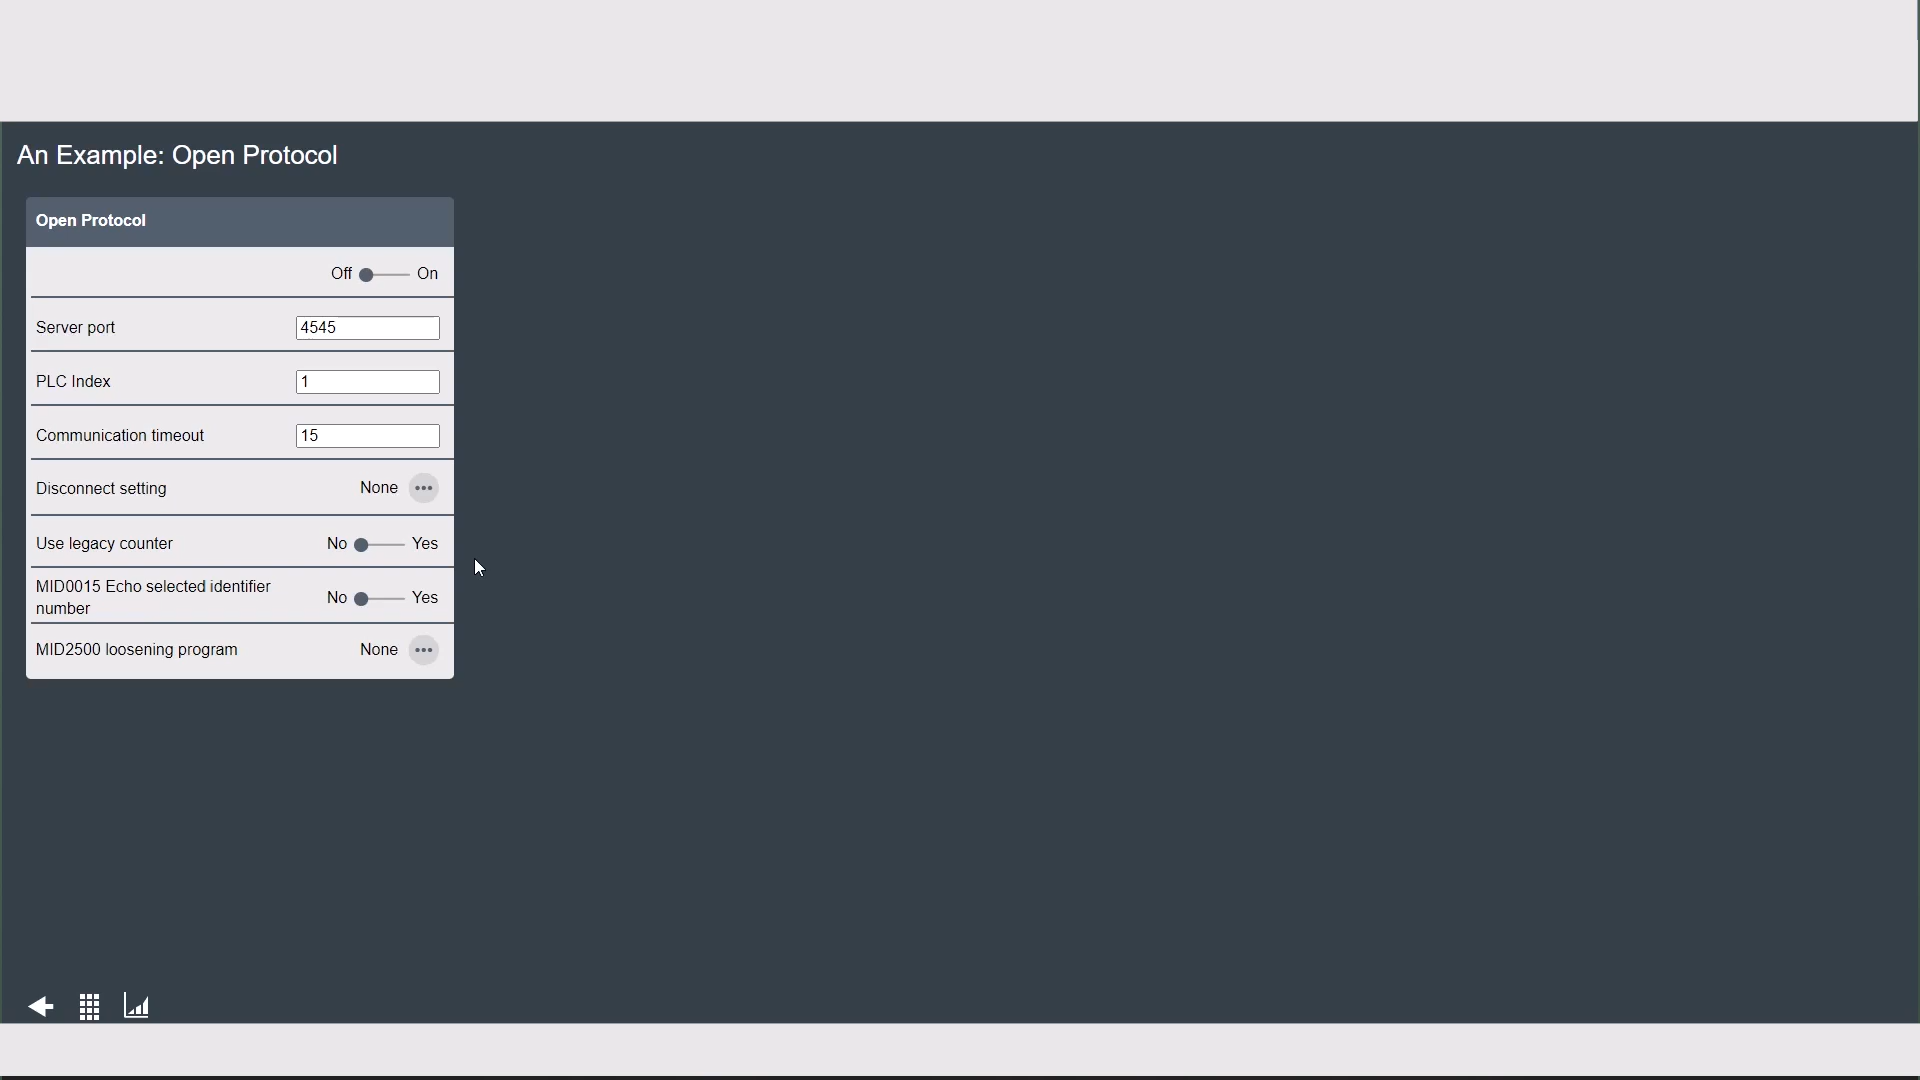 An Example: Open Protocol
Open Protocol
Off On
Server port 4545
PLC Index 1
Communication timeout 15
Disconnect setting None
Use legacy counter No Yes
MID0015 Echo selected identifier
number No Yes
MID2500 loosening program None